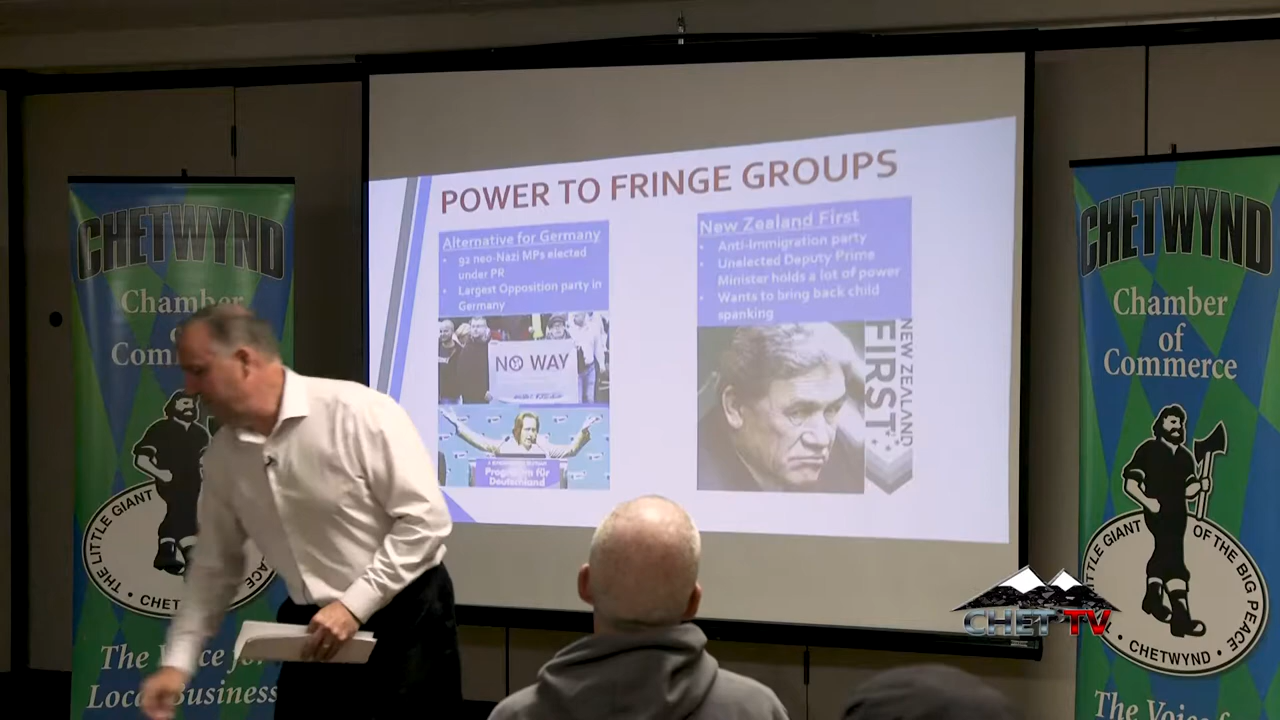 POWER TO FRINGE GROUPS
Alternative for Germany
• 92 neo-Nazi MPs elected
under PR
• Largest Opposition party in
Germany
NO WAY
Programm für
Deutschland
New Zealand First
• Anti-Immigration party
• Unelected Deputy Prime
Minister holds a lot of power
• Wants to bring back child
spanking
NEW ZEALAND
FIRST
CHETWYND
Chamber
Com
THE LITTLE GIANT
CHET
The Voice for
Local Business
CHETWYND
Chamber
of
Commerce
LITTLE GIANT OF THE BIG PEACE
CHETWYND
The Voice of
CHET TV